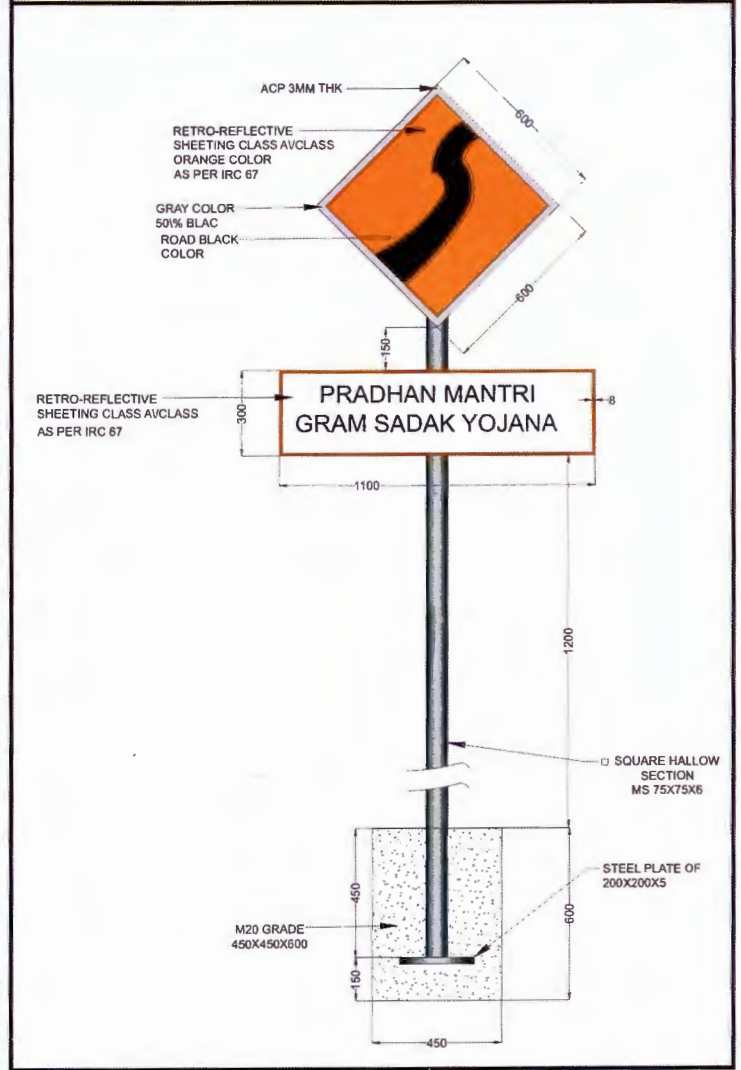 ACP 3MM THK
RETRO-REFLECTIVE
SHEETING CLASS AVCLASS
ORANGE COLOR
AS PER IRC 67
GRAY COLOR
50\% BLAC
ROAD BLACK
COLOR
600
600
150
RETRO-REFLECTIVE
SHEETING CLASS AVCLASS
AS PER IRC 67
300
PRADHAN MANTRI
GRAM SADAK YOJANA
8
1100
1200
□ SQUARE HALLOW
SECTION
MS 75X75X6
STEEL PLATE OF
200X200X5
450
M20 GRADE
450X450X600
600
150
450